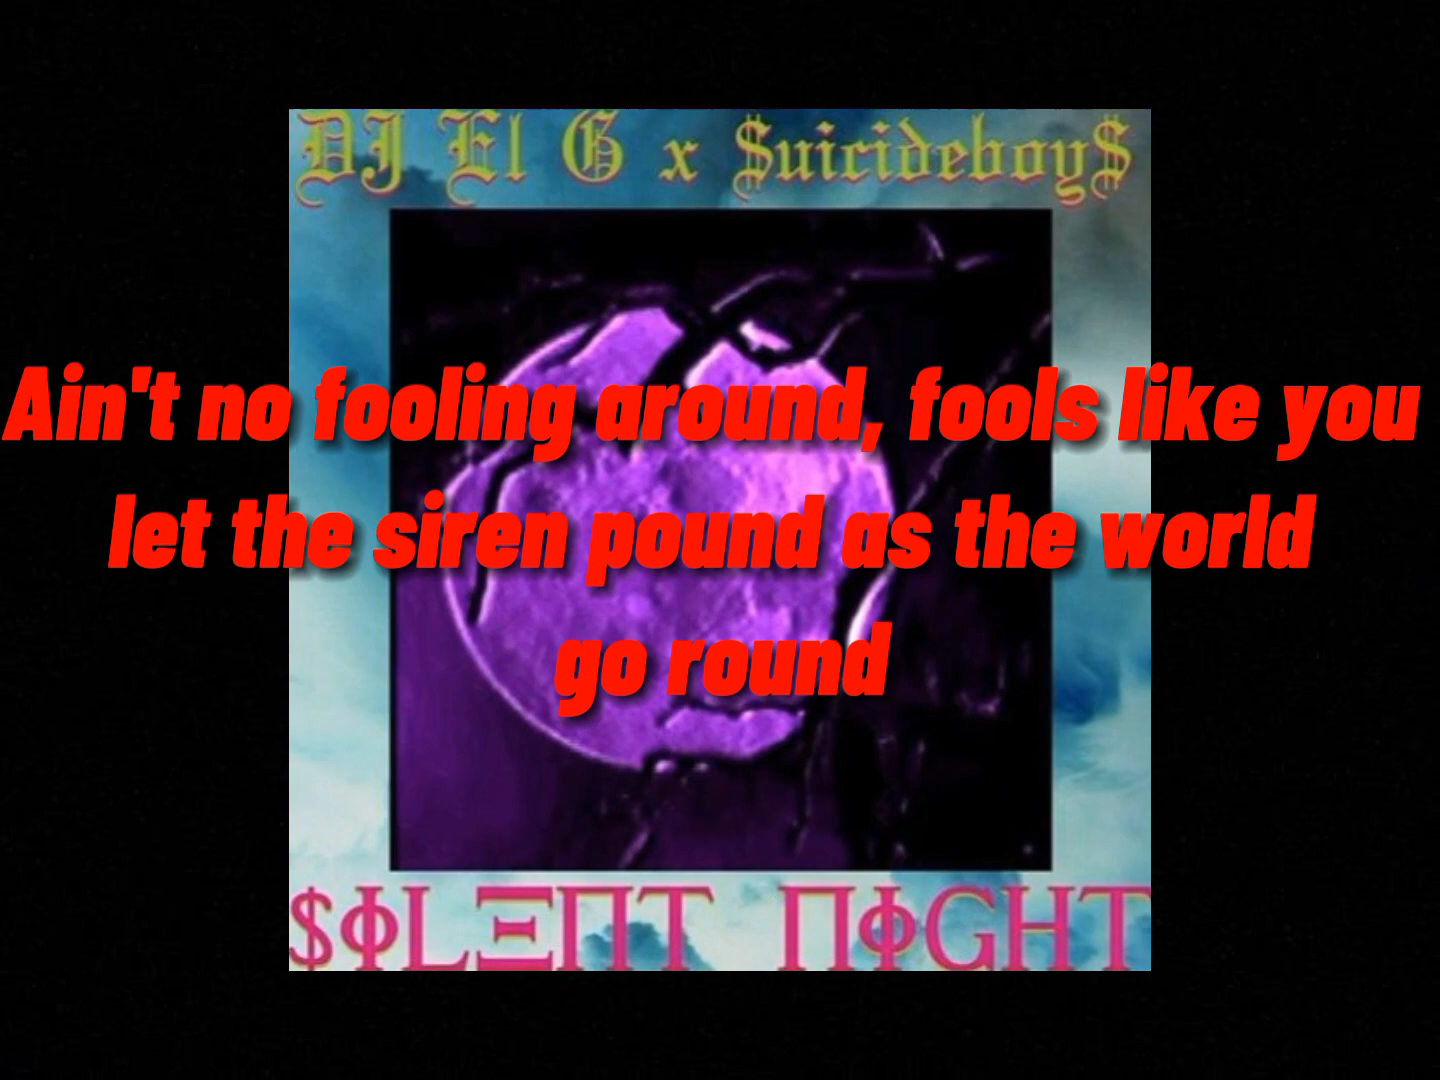 DJ El G x $uicideboy$
Ain't no fooling around, fools like you
let the siren pound as the world
go round
$ΦLΞΠT ΠΦGHT